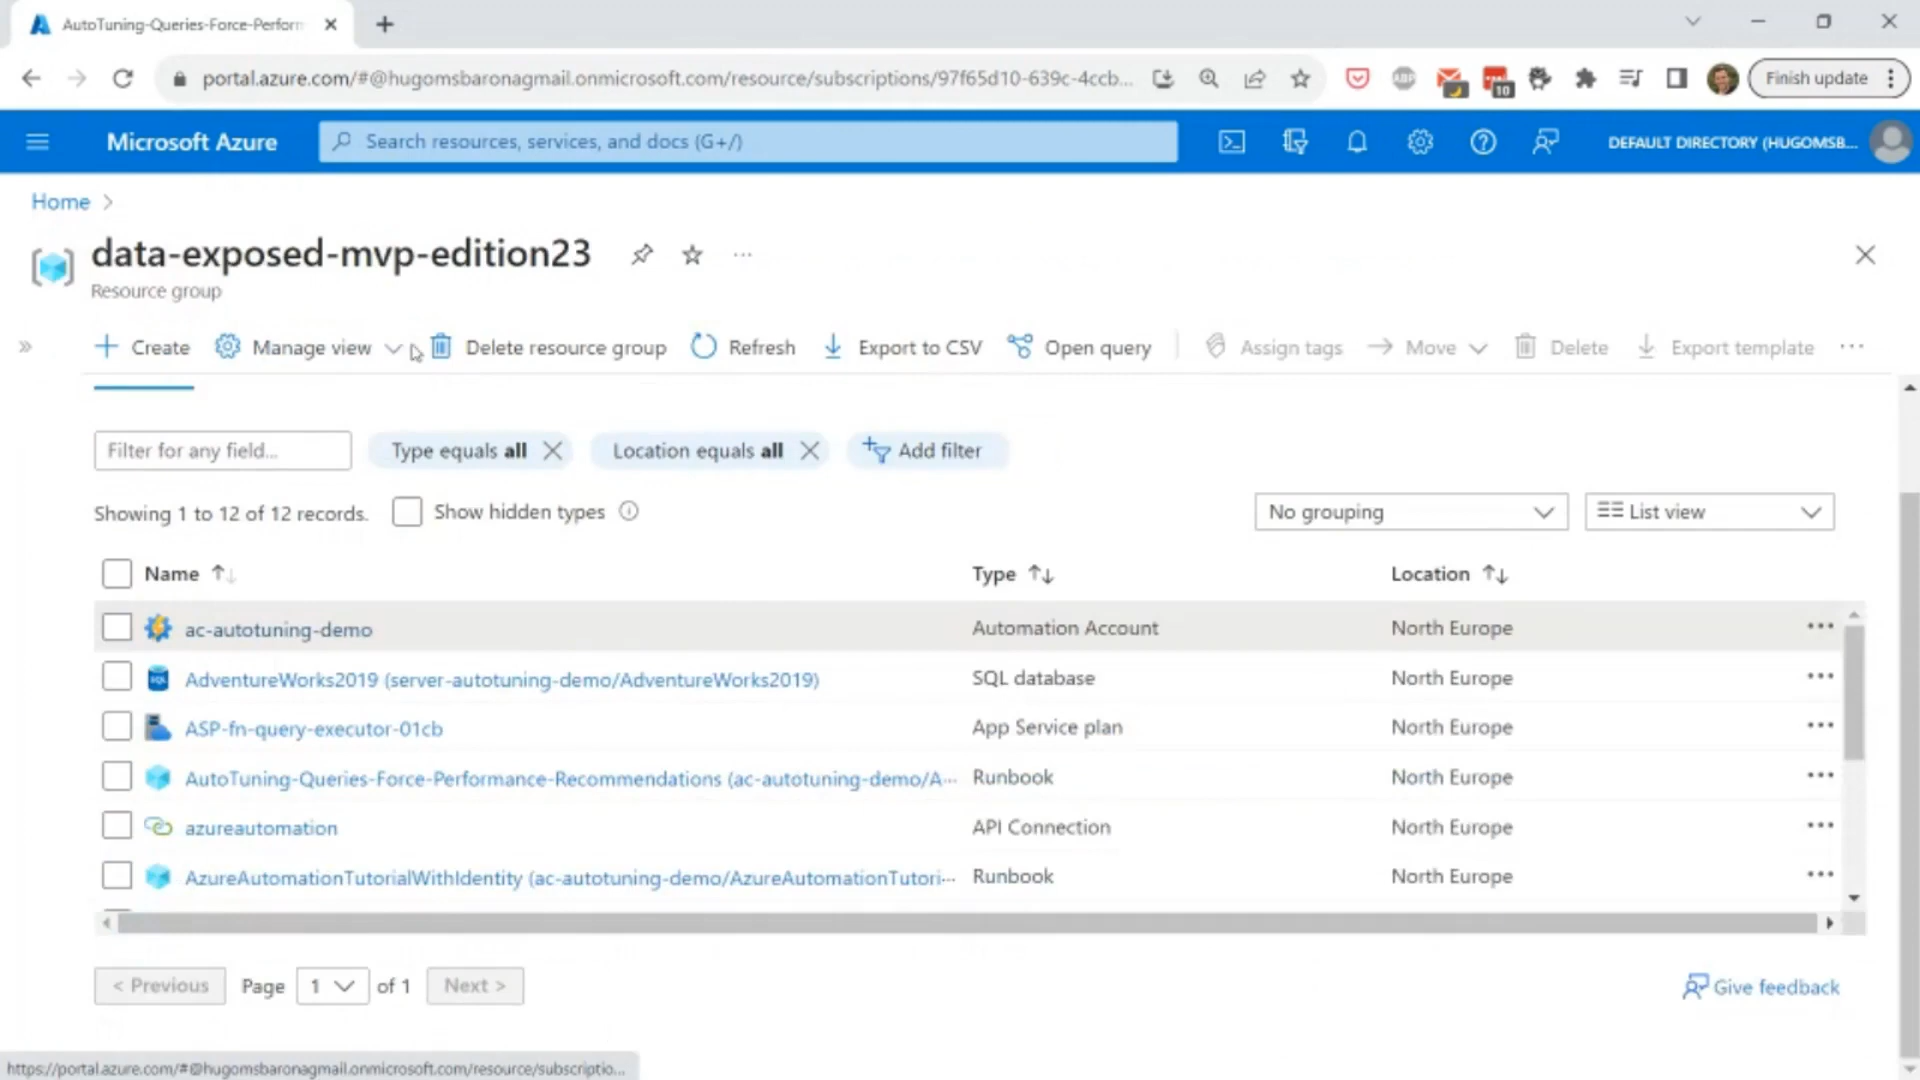 AutoTuning-Queries-Force-Perforn
portal.azure.com/#@hugomsbaronagmail.onmicrosoft.com/resource/subscriptions/97f65d10-639c-4ccb...
10
Finish update
Microsoft Azure
Search resources, services, and docs (G+/)
DEFAULT DIRECTORY (HUGOMSB...
Home
data-exposed-mvp-edition23
Resource group
Create
Manage view
Delete resource group
Refresh
Export to CSV
Open query
Assign tags
Move
Delete
Export template
Filter for any field...
Type equals all
Location equals all
Add filter
Showing 1 to 12 of 12 records.
Show hidden types
No grouping
List view
Name
Type
Location
ac-autotuning-demo
Automation Account
North Europe
AdventureWorks2019 (server-autotuning-demo/AdventureWorks2019)
SQL database
North Europe
ASP-fn-query-executor-01cb
App Service plan
North Europe
AutoTuning-Queries-Force-Performance-Recommendations (ac-autotuning-demo/A...
Runbook
North Europe
azureautomation
API Connection
North Europe
AzureAutomationTutorialWithIdentity (ac-autotuning-demo/AzureAutomationTutori...
Runbook
North Europe
< Previous
Page
1
of 1
Next >
Give feedback
https://portal.azure.com/#@hugomsbaronagmail.onmicrosoft.com/resource/subscriptio...